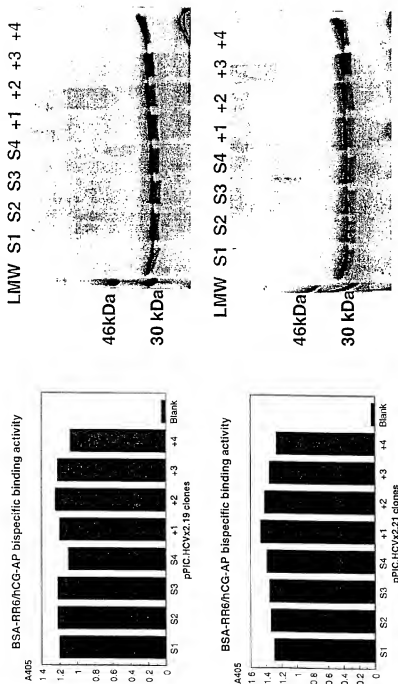 LMW S1 S2 S3 S4 +1 +2 +3 +4
46kDa
30 kDa
LMW S1 S2 S3 S4 +1 +2 +3 +4
46kDa
30 kDa
BSA-RR6/hCG-AP bispecific binding activity
A405
1.4
1.2
1
0.8
0.6
0.4
0.2
0
S1 S2 S3 S4 +1 +2 +3 +4 Blank
pPIC.HCVx2.19 clones
BSA-RR6/hCG-AP bispecific binding activity
A405
1.6
1.4
1.2
1
0.8
0.6
0.4
0.2
0
S1 S2 S3 S4 +1 +2 +3 +4 Blank
pPIC.HCVx2.21 clones